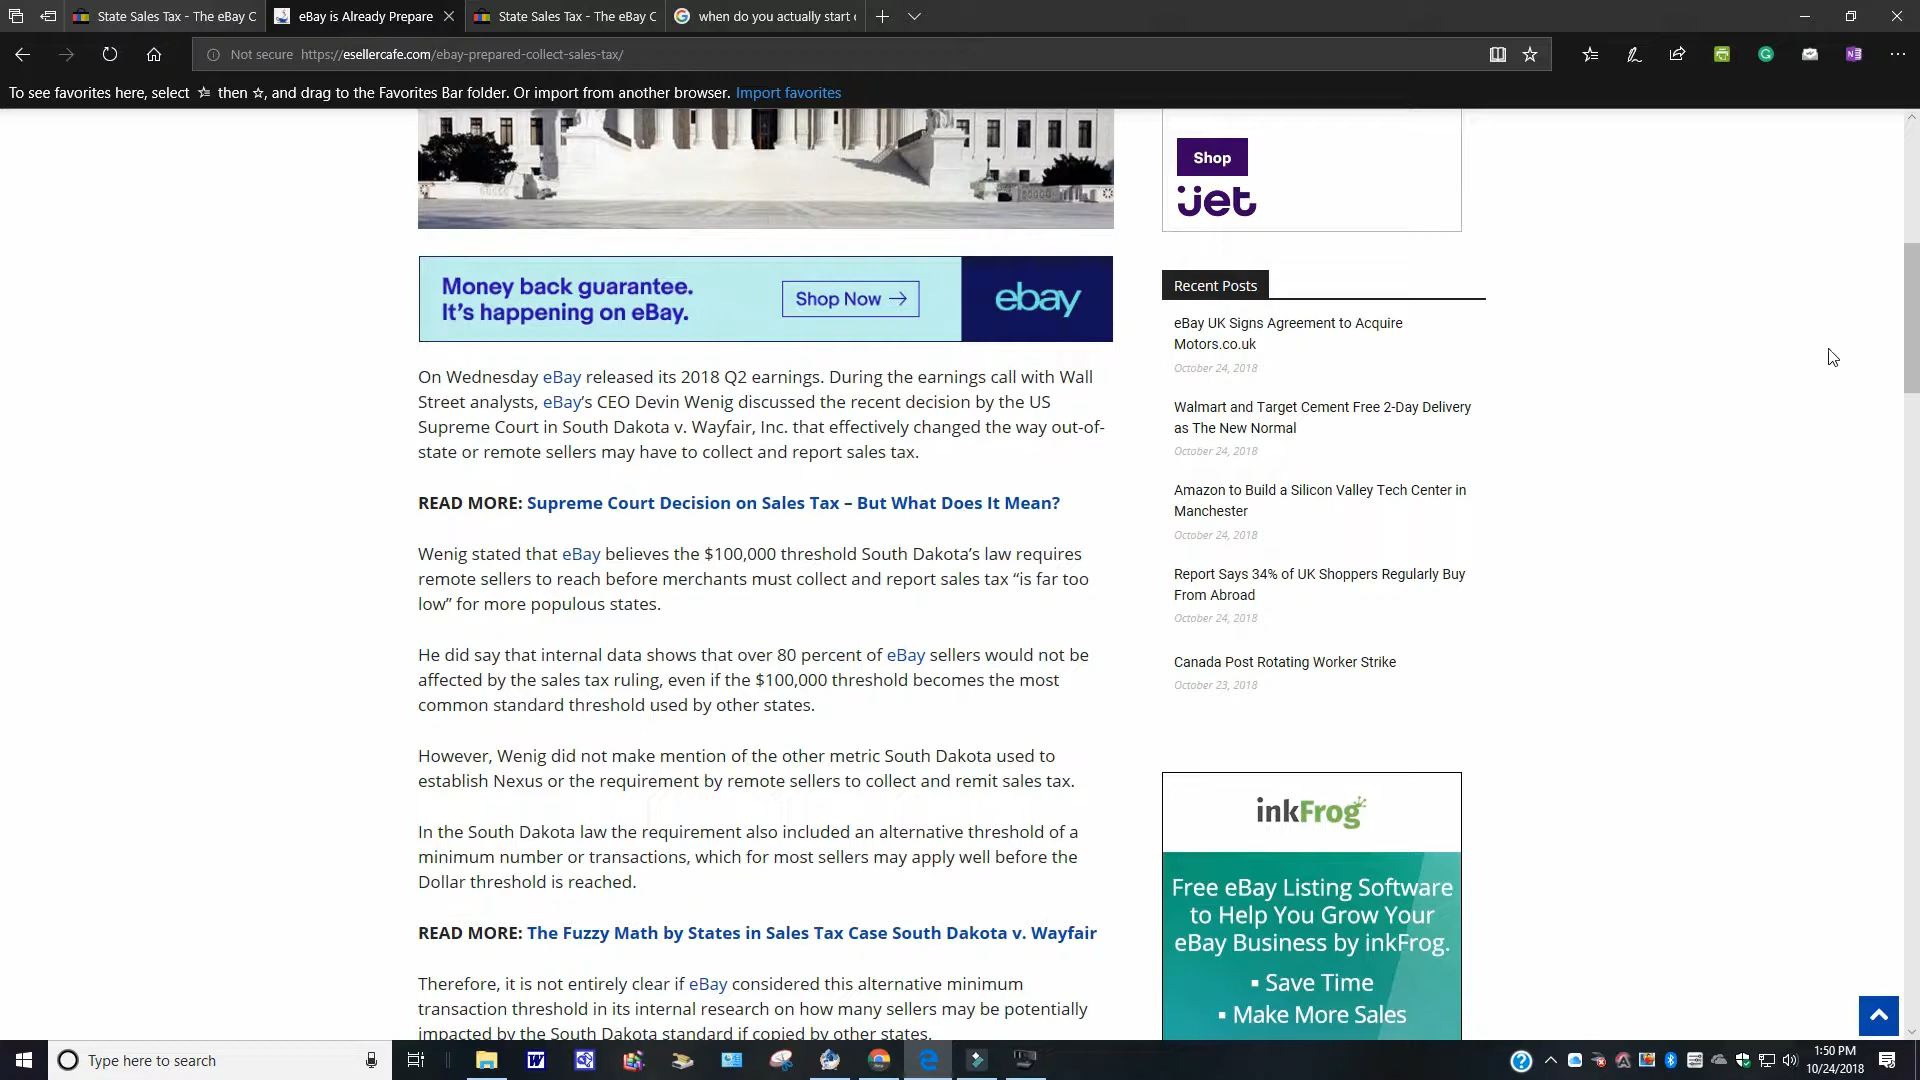 State Sales Tax - The eBay C
eBay is Already Prepare
State Sales Tax - The eBay C
when do you actually start
Not secure https://esellercafe.com/ebay-prepared-collect-sales-tax/
To see favorites here, select then ☆, and drag to the Favorites Bar folder. Or import from another browser. Import favorites
Money back guarantee.
It's happening on eBay.
Shop Now →
ebay
On Wednesday eBay released its 2018 Q2 earnings. During the earnings call with Wall
Street analysts, eBay's CEO Devin Wenig discussed the recent decision by the US
Supreme Court in South Dakota v. Wayfair, Inc. that effectively changed the way out-of-
state or remote sellers may have to collect and report sales tax.
READ MORE: Supreme Court Decision on Sales Tax – But What Does It Mean?
Wenig stated that eBay believes the $100,000 threshold South Dakota's law requires
remote sellers to reach before merchants must collect and report sales tax “is far too
low” for more populous states.
He did say that internal data shows that over 80 percent of eBay sellers would not be
affected by the sales tax ruling, even if the $100,000 threshold becomes the most
common standard threshold used by other states.
However, Wenig did not make mention of the other metric South Dakota used to
establish Nexus or the requirement by remote sellers to collect and remit sales tax.
In the South Dakota law the requirement also included an alternative threshold of a
minimum number or transactions, which for most sellers may apply well before the
Dollar threshold is reached.
READ MORE: The Fuzzy Math by States in Sales Tax Case South Dakota v. Wayfair
Therefore, it is not entirely clear if eBay considered this alternative minimum
transaction threshold in its internal research on how many sellers may be potentially
impacted by the South Dakota standard if copied by other states.
Shop
jet
Recent Posts
eBay UK Signs Agreement to Acquire
Motors.co.uk
October 24, 2018
Walmart and Target Cement Free 2-Day Delivery
as The New Normal
October 24, 2018
Amazon to Build a Silicon Valley Tech Center in
Manchester
October 24, 2018
Report Says 34% of UK Shoppers Regularly Buy
From Abroad
October 24, 2018
Canada Post Rotating Worker Strike
October 23, 2018
inkFrog
Free eBay Listing Software
to Help You Grow Your
eBay Business by inkFrog.
▪ Save Time
▪ Make More Sales
Type here to search
1:50 PM
10/24/2018